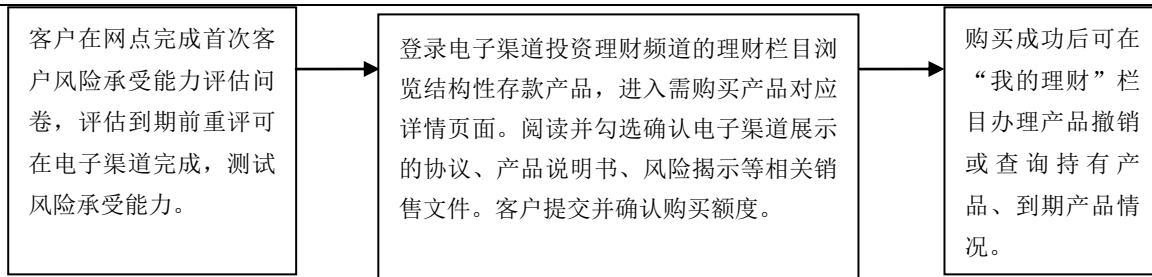 客户在网点完成首次客
户风险承受能力评估问
卷，评估到期前重评可
在电子渠道完成，测试
风险承受能力。
登录电子渠道投资理财频道的理财栏目浏
览结构性存款产品，进入需购买产品对应
详情页面。阅读并勾选确认电子渠道展示
的协议、产品说明书、风险揭示等相关销
售文件。客户提交并确认购买额度。
购买成功后可在
“我的理财”栏
目办理产品撤销
或查询持有产
品、到期产品情
况。